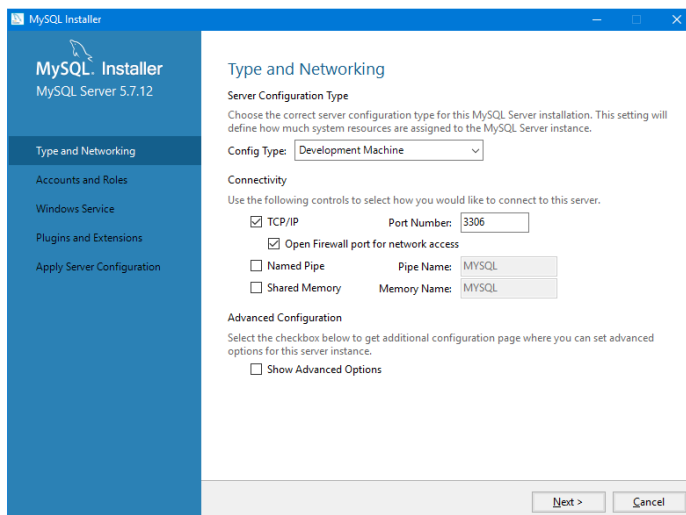 MySQL Installer
MySQL. Installer
MySQL Server 5.7.12
Type and Networking
Accounts and Roles
Windows Service
Plugins and Extensions
Apply Server Configuration
Type and Networking
Server Configuration Type
Choose the correct server configuration type for this MySQL Server installation. This setting will
define how much system resources are assigned to the MySQL Server instance.
Config Type: Development Machine
Connectivity
Use the following controls to select how you would like to connect to this server.
TCP/IP Port Number: 3306
Open Firewall port for network access
Named Pipe Pipe Name: MYSQL
Shared Memory Memory Name: MYSQL
Advanced Configuration
Select the checkbox below to get additional configuration page where you can set advanced
options for this server instance.
Show Advanced Options
Next > Cancel